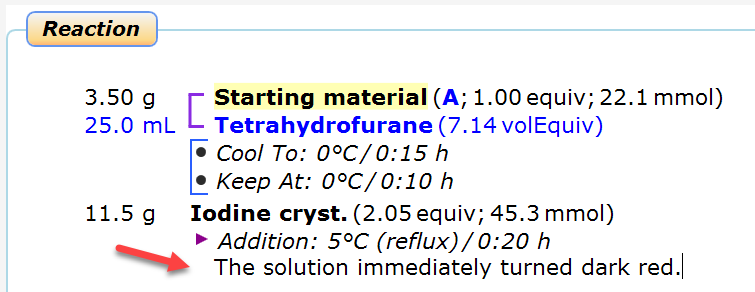 Reaction
3.50 g Starting material (A; 1.00 equiv; 22.1 mmol)
25.0 mL Tetrahydrofurane (7.14 volEquiv)
• Cool To: 0°C / 0:15 h
• Keep At: 0°C / 0:10 h
11.5 g Iodine cryst. (2.05 equiv; 45.3 mmol)
Addition: 5°C (reflux) / 0:20 h
The solution immediately turned dark red.